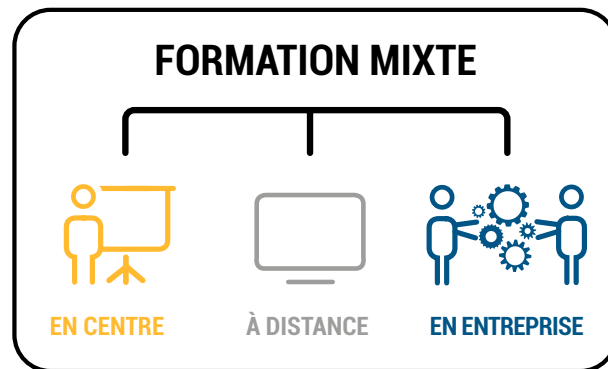 FORMATION MIXTE
EN CENTRE
À DISTANCE
EN ENTREPRISE